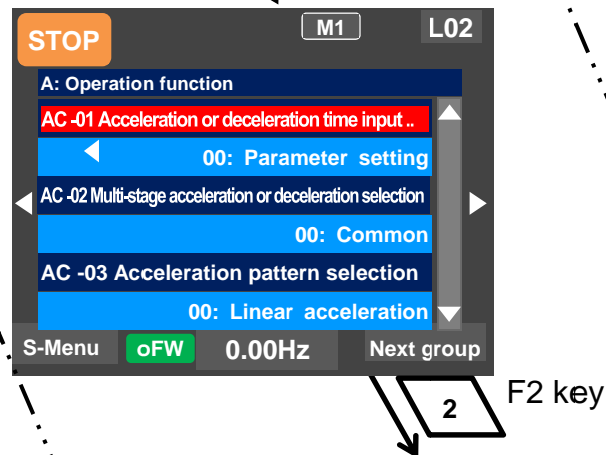 STOP M1 L02
A: Operation function
AC -01 Acceleration or deceleration time input ..
00: Parameter setting
AC -02 Multi-stage acceleration or deceleration selection
00: Common
AC -03 Acceleration pattern selection
00: Linear acceleration
S-Menu oFW 0.00Hz Next group
2 F2 key